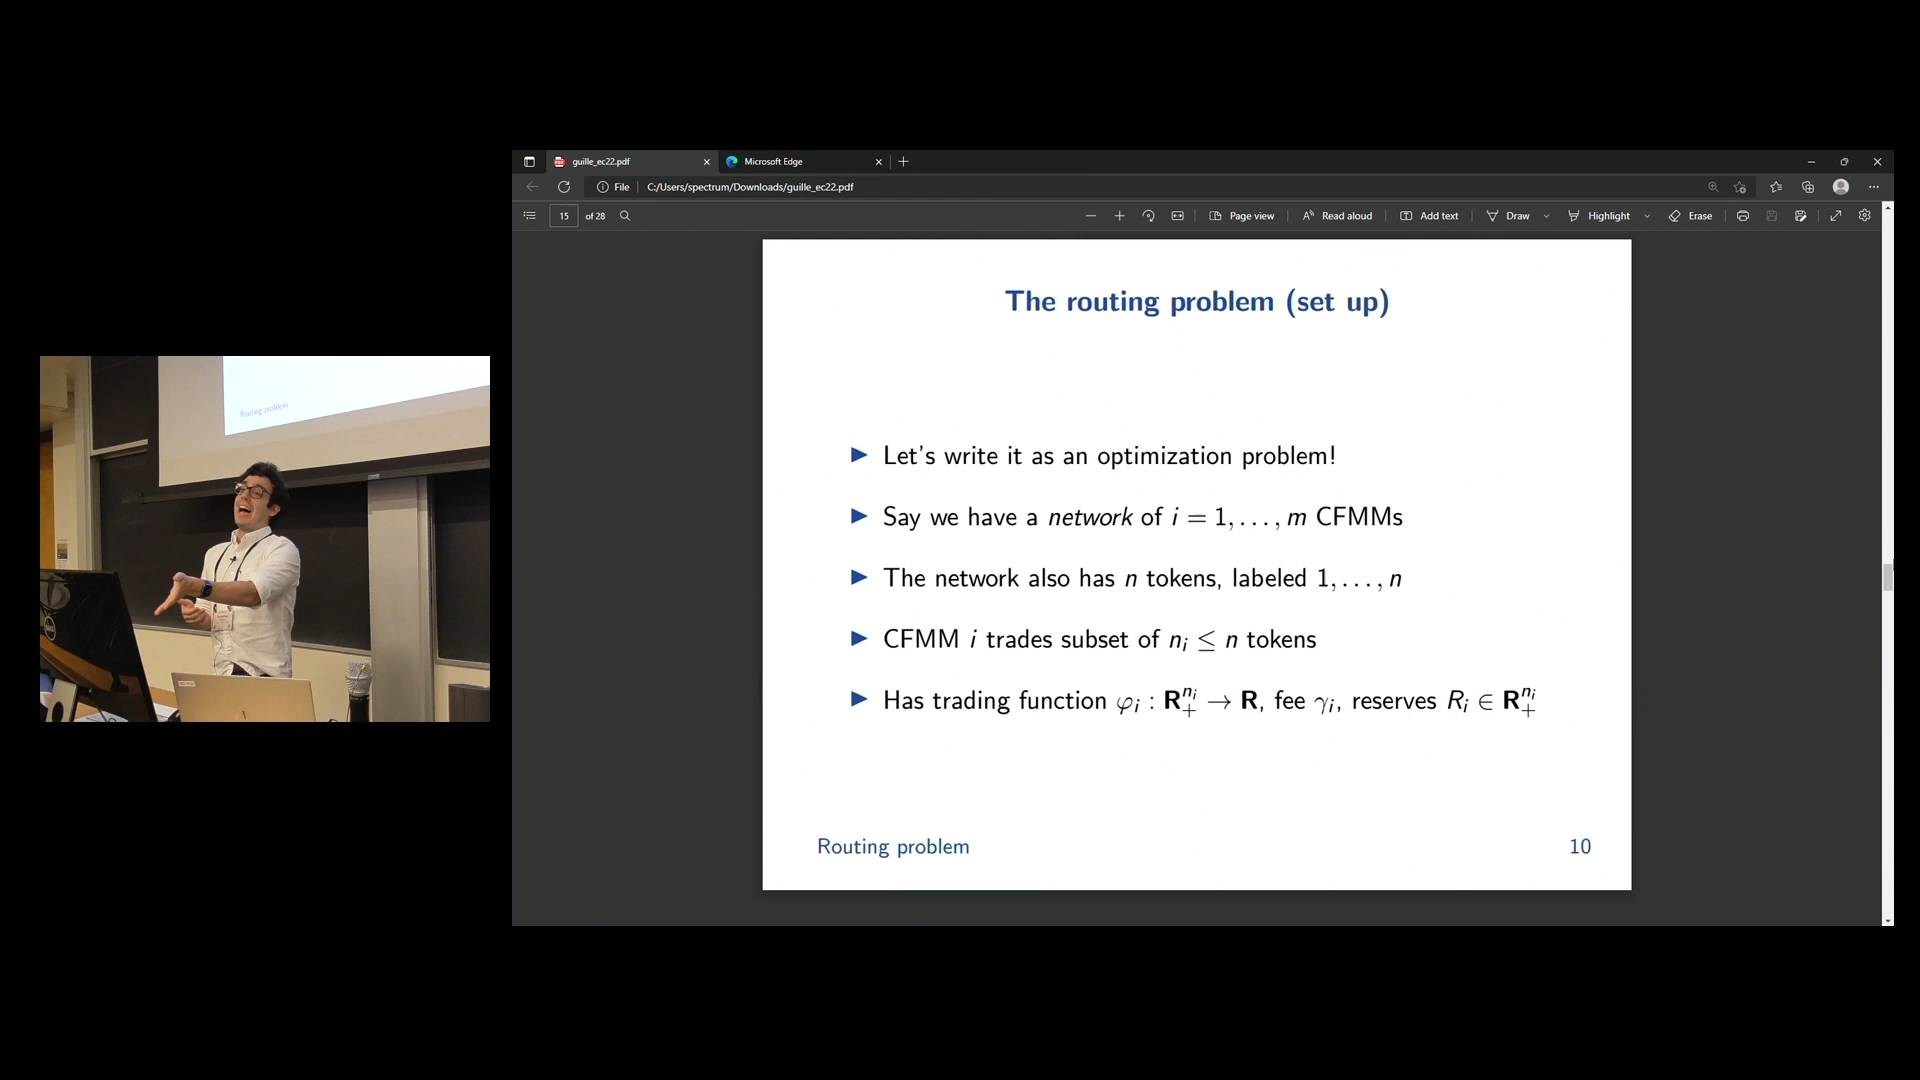 Routing problem
guille_ec22.pdf
Microsoft Edge
File
C:/Users/spectrum/Downloads/guille_ec22.pdf
15 of 28
Page view
Read aloud
Add text
Draw
Highlight
Erase
The routing problem (set up)
Let's write it as an optimization problem!
Say we have a network of i = 1, . . . , m CFMMs
The network also has n tokens, labeled 1, . . . , n
CFMM i trades subset of nᵢ ≤ n tokens
Has trading function φᵢ : R₊ⁿⁱ → R, fee γᵢ, reserves Rᵢ ∈ R₊ⁿⁱ
Routing problem 10